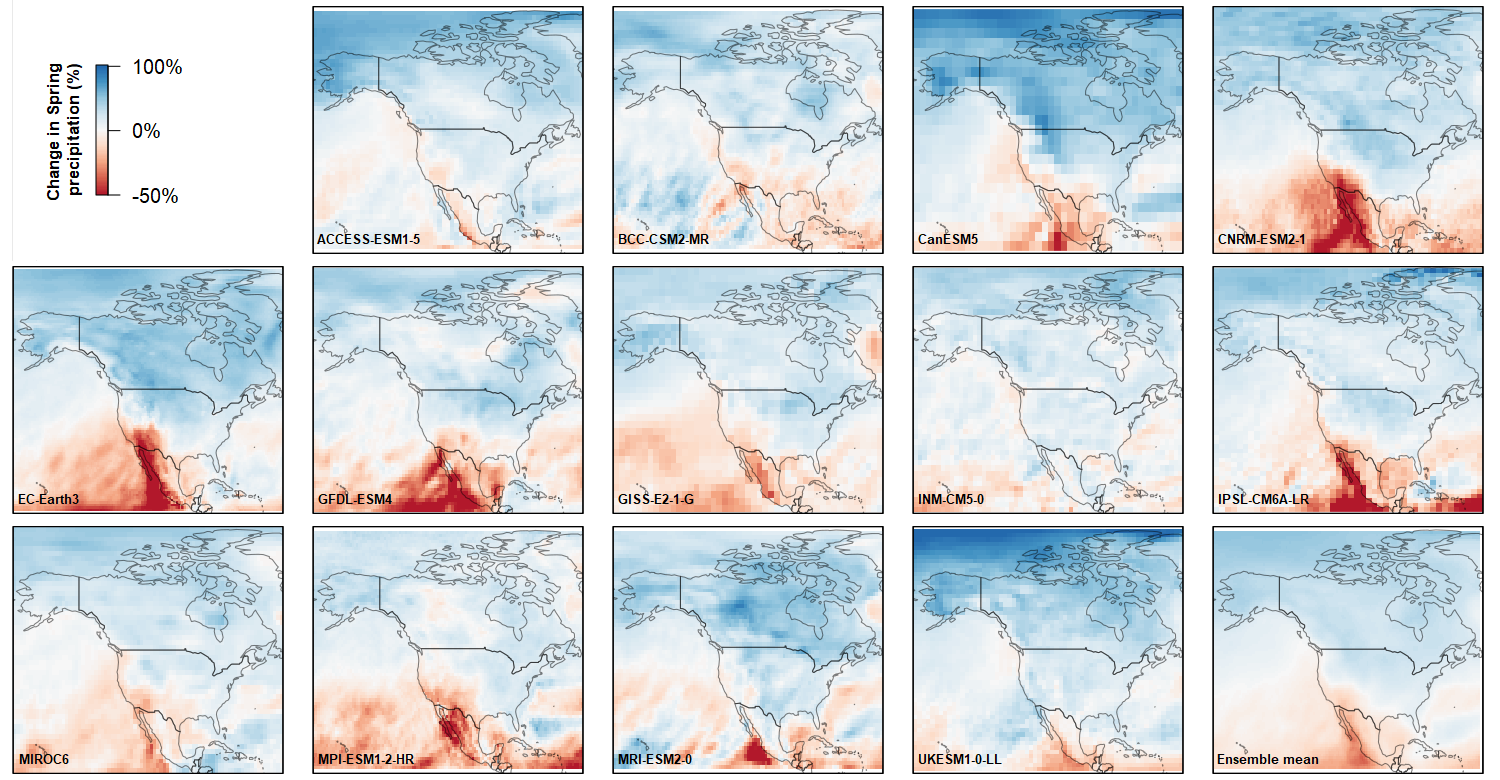 Change in Spring
precipitation (%)
100%
0%
-50%
ACCESS-ESM1-5
BCC-CSM2-MR
CanESM5
CNRM-ESM2-1
EC-Earth3
GFDL-ESM4
GISS-E2-1-G
INM-CM5-0
IPSL-CM6A-LR
MIROC6
MPI-ESM1-2-HR
MRI-ESM2-0
UKESM1-0-LL
Ensemble mean